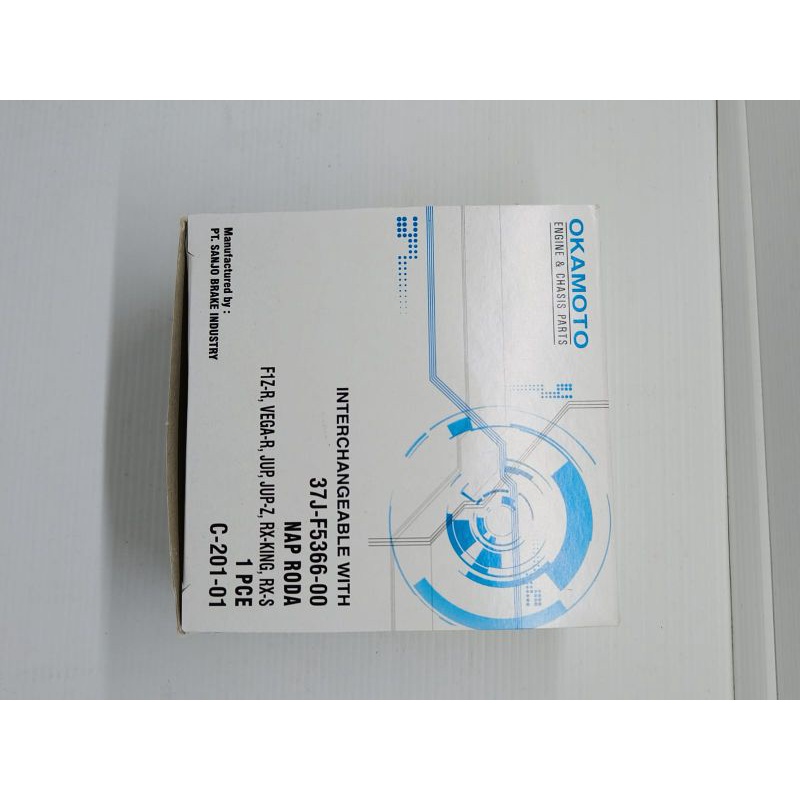 OKAMOTO
ENGINE & CHASIS PARTS
INTERCHANGEABLE WITH
37J-F5366-00
NAP RODA
F1Z-R, VEGA-R, JUP, JUP-Z, RX-KING, RX-S
1 PCE
C-201-01
Manufactured by :
PT. SANJO BRAKE INDUSTRY